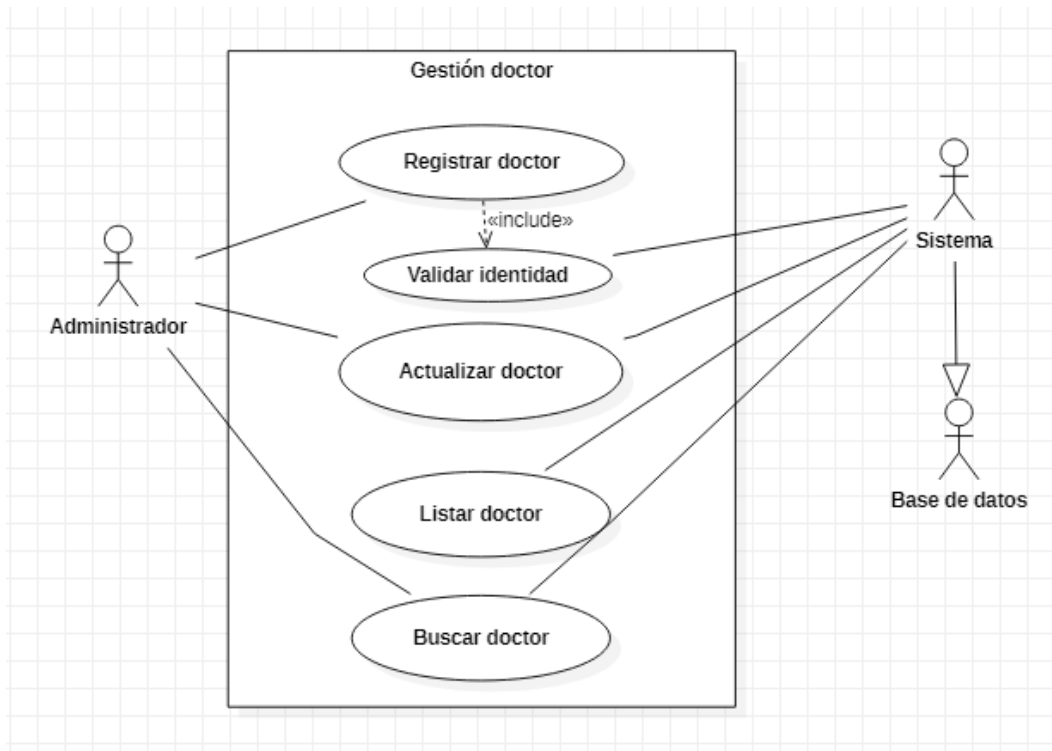 Gestión doctor
Registrar doctor
«include»
Validar identidad
Sistema
Administrador
Actualizar doctor
Base de datos
Listar doctor
Buscar doctor